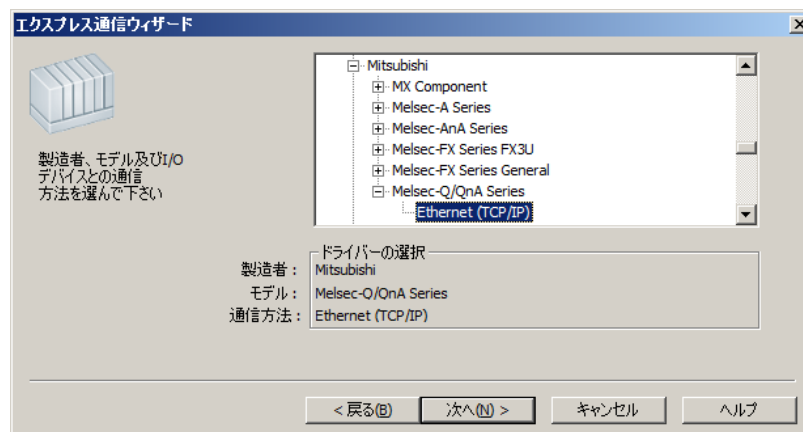 エクスプレス通信ウィザード
Mitsubishi
MX Component
Melsec-A Series
Melsec-AnA Series
Melsec-FX Series FX3U
Melsec-FX Series General
Melsec-Q/QnA Series
Ethernet (TCP/IP)
製造者、モデル及びI/O
デバイスとの通信
方法を選んで下さい
ドライバーの選択
製造者： Mitsubishi
モデル： Melsec-Q/QnA Series
通信方法： Ethernet (TCP/IP)
< 戻る(B) 次へ(N) > キャンセル ヘルプ